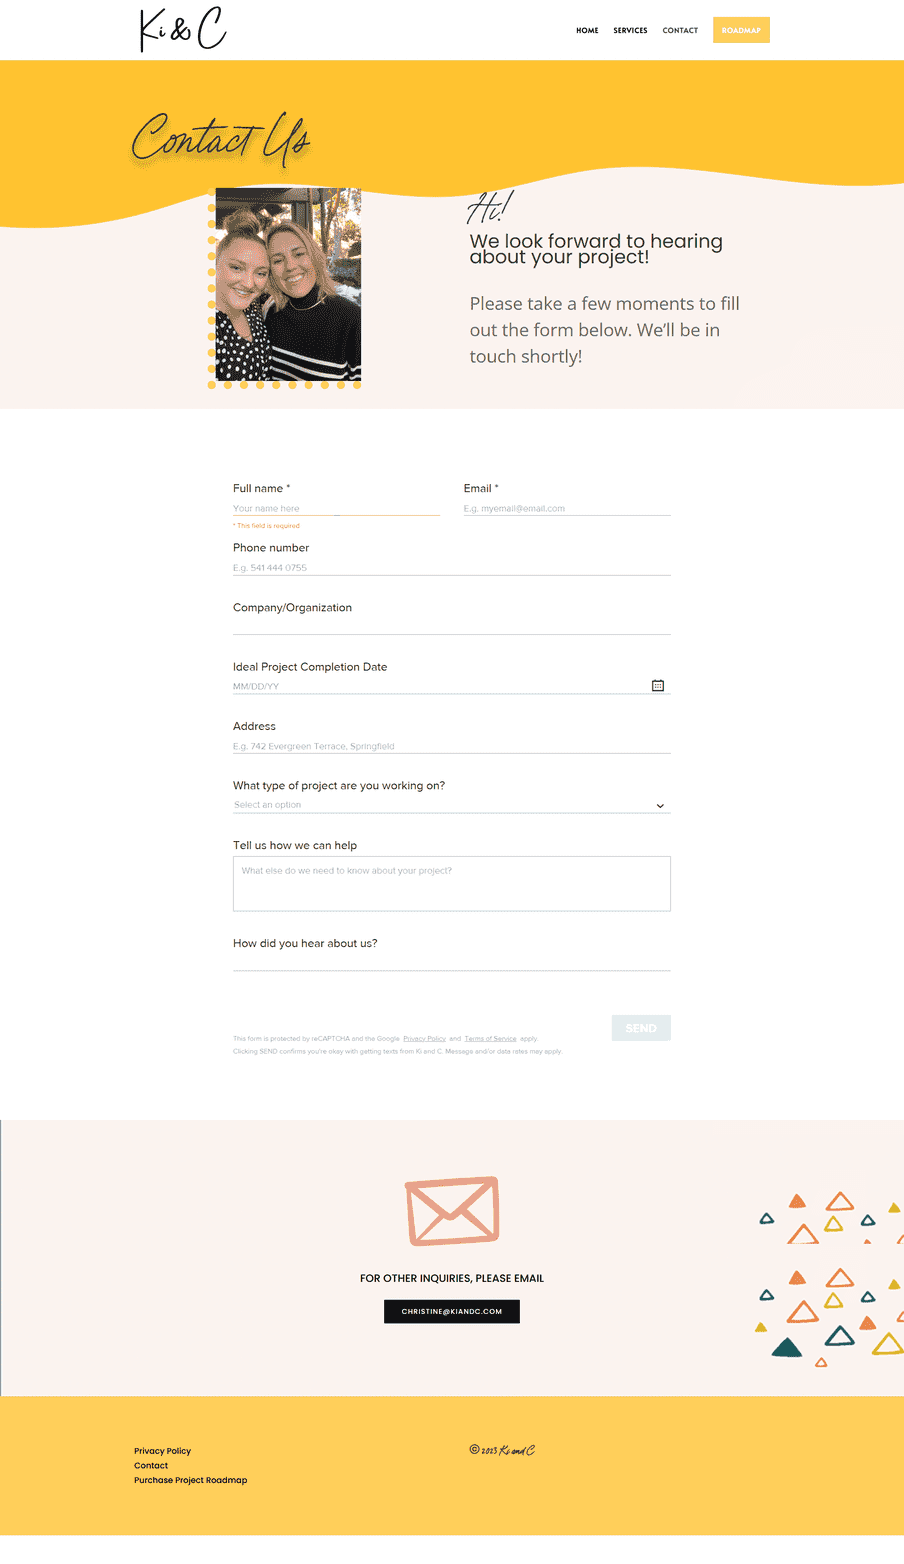 Ki & C
HOME SERVICES CONTACT ROADMAP
Contact Us
Hi!
We look forward to hearing
about your project!
Please take a few moments to fill
out the form below. We'll be in
touch shortly!
Full name * Email *
Your name here E.g. myemail@email.com
* This field is required
Phone number
E.g. 541 444 0755
Company/Organization
Ideal Project Completion Date
MM/DD/YY
Address
E.g. 742 Evergreen Terrace, Springfield
What type of project are you working on?
Select an option
Tell us how we can help
What else do we need to know about your project?
How did you hear about us?
SEND
This form is protected by reCAPTCHA and the Google Privacy Policy and Terms of Service apply.
Clicking SEND confirms you're okay with getting texts from Ki and C. Message and/or data rates may apply.
FOR OTHER INQUIRIES, PLEASE EMAIL
CHRISTINE@KIANDC.COM
Privacy Policy
Contact
Purchase Project Roadmap
© 2023 Ki and C